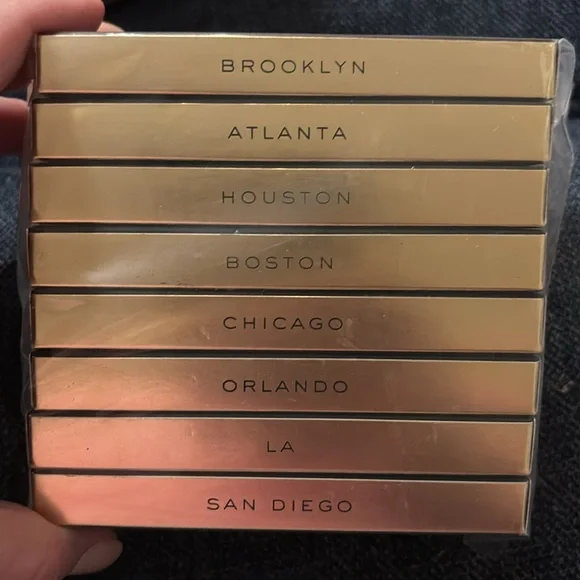 BROOKLYN
ATLANTA
HOUSTON
BOSTON
CHICAGO
ORLANDO
LA
SAN DIEGO